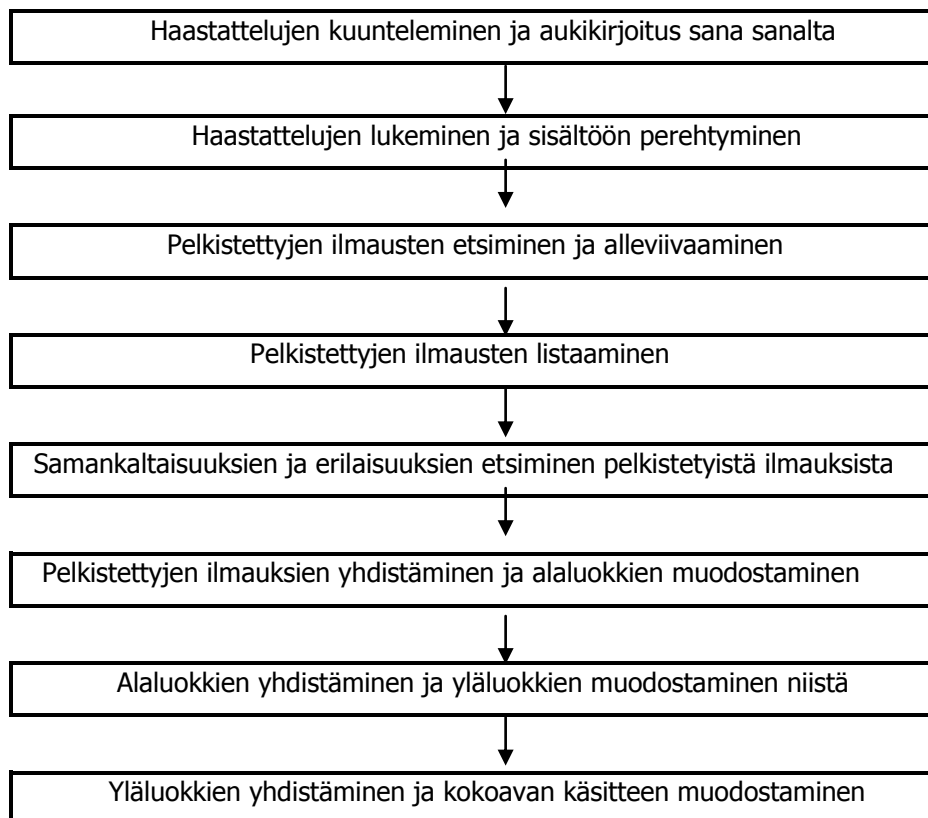 Haastattelujen kuunteleminen ja aukikirjoitus sana sanalta
Haastattelujen lukeminen ja sisältöön perehtyminen
Pelkistettyjen ilmausten etsiminen ja alleviivaaminen
Pelkistettyjen ilmausten listaaminen
Samankaltaisuuksien ja erilaisuuksien etsiminen pelkistetyistä ilmauksista
Pelkistettyjen ilmauksien yhdistäminen ja alaluokkien muodostaminen
Alaluokkien yhdistäminen ja yläluokkien muodostaminen niistä
Yläluokkien yhdistäminen ja kokoavan käsitteen muodostaminen